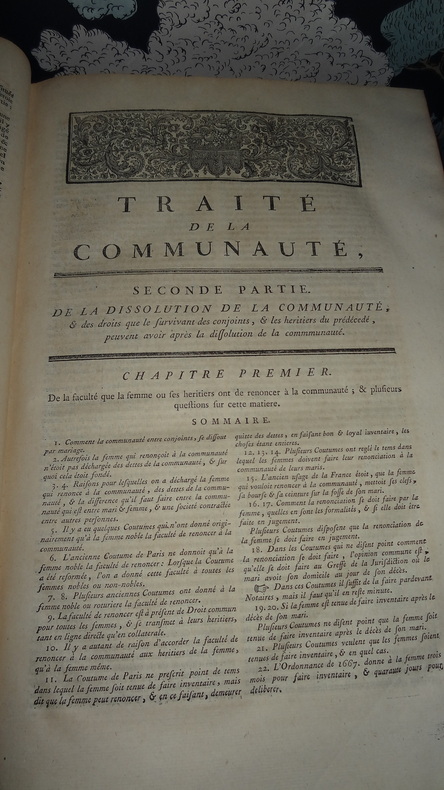 TRAITÉ
DE LA
COMMUNAUTÉ,
SECONDE PARTIE.
DE LA DISSOLUTION DE LA COMMUNAUTÉ,
& des droits que le survivant des conjoints, & les heritiers du prédécedé,
peuvent avoir après la dissolution de la commmunauté.
CHAPITRE PREMIER.
De la faculté que la femme ou ses heritiers ont de renoncer à la communauté ; & plusieurs
questions sur cette matiere.
SOMMAIRE.
1. Comment la communauté entre conjoints, se dissout
par mariage.
2. Autrefois la femme qui renonçoit à la communauté
n'étoit pas déchargée des dettes de la communauté, & sur
quoi cela étoit fondé.
3. 4. Raisons pour lesquelles on a déchargé la femme
qui renonce à la communauté, des dettes de la commu-
nauté, & la difference qu'il faut faire entre la commu-
nauté qui est entre mari & femme, & une societé contractée
entre autres personnes.
5. Il y a eu quelques Coutumes qui n'ont donné origi-
nairement qu'à la femme noble la faculté de renoncer à la
communauté.
6. L'ancienne Coutume de Paris ne donnoit qu'à la
femme noble la faculté de renoncer : Lorsque la Coutume
a été reformée, l'on a donné cette faculté à toutes les
femmes nobles ou non-nobles.
7. 8. Plusieurs anciennes Coutumes ont donné à la
femme noble ou roturiere la faculté de renoncer.
9. La faculté de renoncer est à présent de Droit commun
pour toutes les femmes, & se transmet à leurs heritiers,
tant en ligne directe qu'en collaterale.
10. Il y a autant de raison d'accorder la faculté de
renoncer à la communauté aux heritiers de la femme,
qu'à la femme même.
11. La Coutume de Paris ne prescrit point de tems
dans lequel la femme soit tenue de faire inventaire, mais
dit que la femme peut renoncer, & en ce faisant, demeurer
quitte des dettes, en faisant bon & loyal inventaire, les
choses étant entieres.
12. 13. 14. Plusieurs Coutumes ont reglé le tems dans
lequel les femmes doivent faire leur renonciation à la
communauté de leurs maris.
15. L'ancien usage de la France étoit, que la femme
qui vouloit renoncer à la communauté, mettoit ses clefs,
sa bourse & sa ceinture sur la fosse de son mari.
16. 17. Comment la renonciation se doit faire par la
femme, quelles en sont les formalités, & si elle doit être
faite en jugement.
Plusieurs Coutumes disposent que la renonciation de
la femme se doit faire en jugement.
18. Dans les Coutumes qui ne disent point comment
la renonciation se doit faire, l'opinion commune est,
qu'elle se doit faire au Greffe de la Jurisdiction où le
mari avoit son domicile au jour de son décès.
☞ Dans ces Coutumes il suffit de la faire pardevant
Notaires, mais il faut qu'il en reste minute.
19. 20. Si la femme est tenue de faire inventaire après le
décès de son mari.
Plusieurs Coutumes ne disent point que la femme soit
tenue de faire inventaire après le décès de son mari.
21. Plusieurs Coutumes veulent que les femmes soient
tenues de faire inventaire, & en quel cas.
22. L'Ordonnance de 1667. donne à la femme trois
mois pour faire inventaire, & quarante jours pour
deliberer.